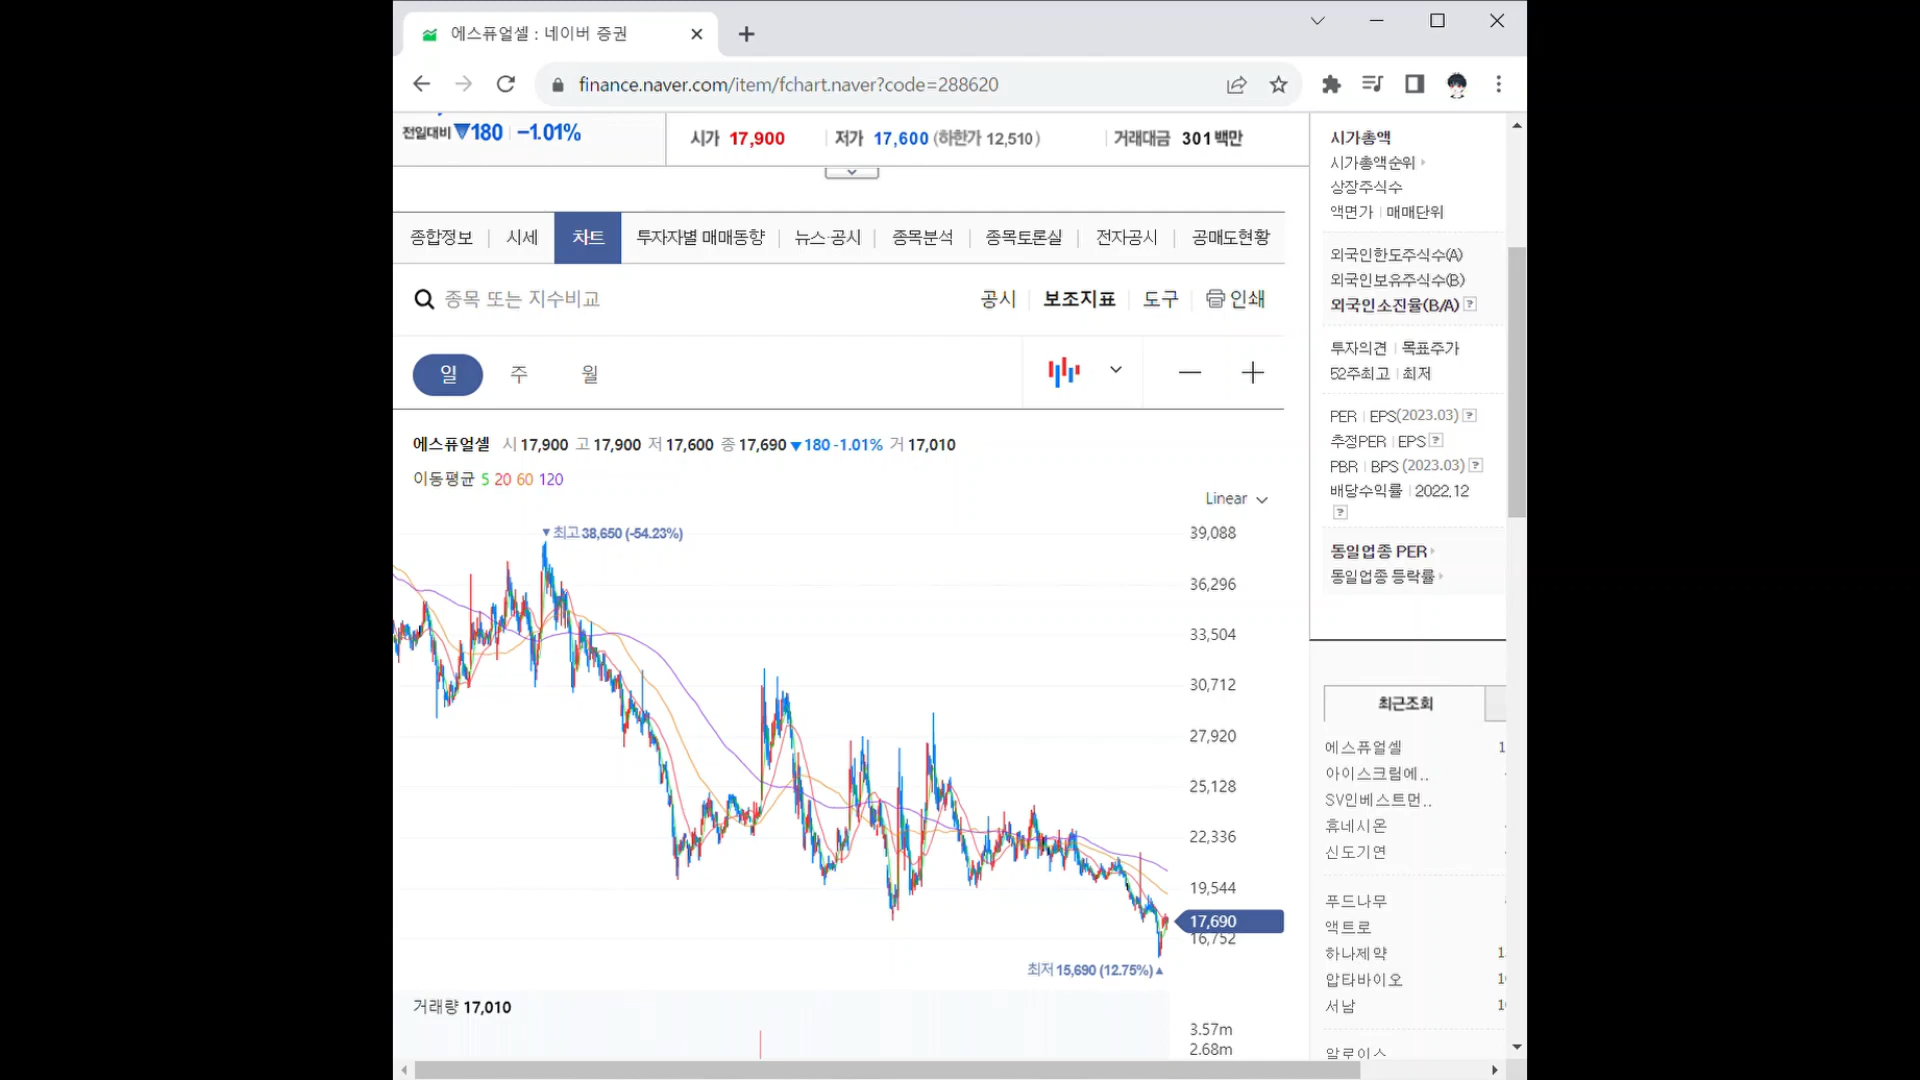 에스퓨얼셀 : 네이버 증권
finance.naver.com/item/fchart.naver?code=288620
전일대비 ▼180 | -1.01%
시가 17,900 저가 17,600 (하한가 12,510) 거래대금 301 백만
종합정보 시세 차트 투자자별 매매동향 뉴스·공시 종목분석 종목토론실 전자공시 공매도현황
종목 또는 지수비교 공시 보조지표 도구 인쇄
일 주 월
에스퓨얼셀 시 17,900 고 17,900 저 17,600 종 17,690 ▼180 -1.01% 거 17,010
이동평균 5 20 60 120
Linear
▼최고 38,650 (-54.23%)
39,088
36,296
33,504
30,712
27,920
25,128
22,336
19,544
17,690
16,752
최저 15,690 (12.75%)▲
거래량 17,010
3.57m
2.68m
시가총액
시가총액순위
상장주식수
액면가 | 매매단위
외국인한도주식수(A)
외국인보유주식수(B)
외국인소진율(B/A) ?
투자의견 | 목표주가
52주최고 | 최저
PER | EPS(2023.03) ?
추정PER | EPS ?
PBR | BPS (2023.03) ?
배당수익률 | 2022.12
?
동일업종 PER
동일업종 등락률
최근조회
에스퓨얼셀 1
아이스크림에..
SV인베스트먼..
휴네시온
신도기연
푸드나무
액트로
하나제약 1
압타바이오 1
서남 1
알로이스